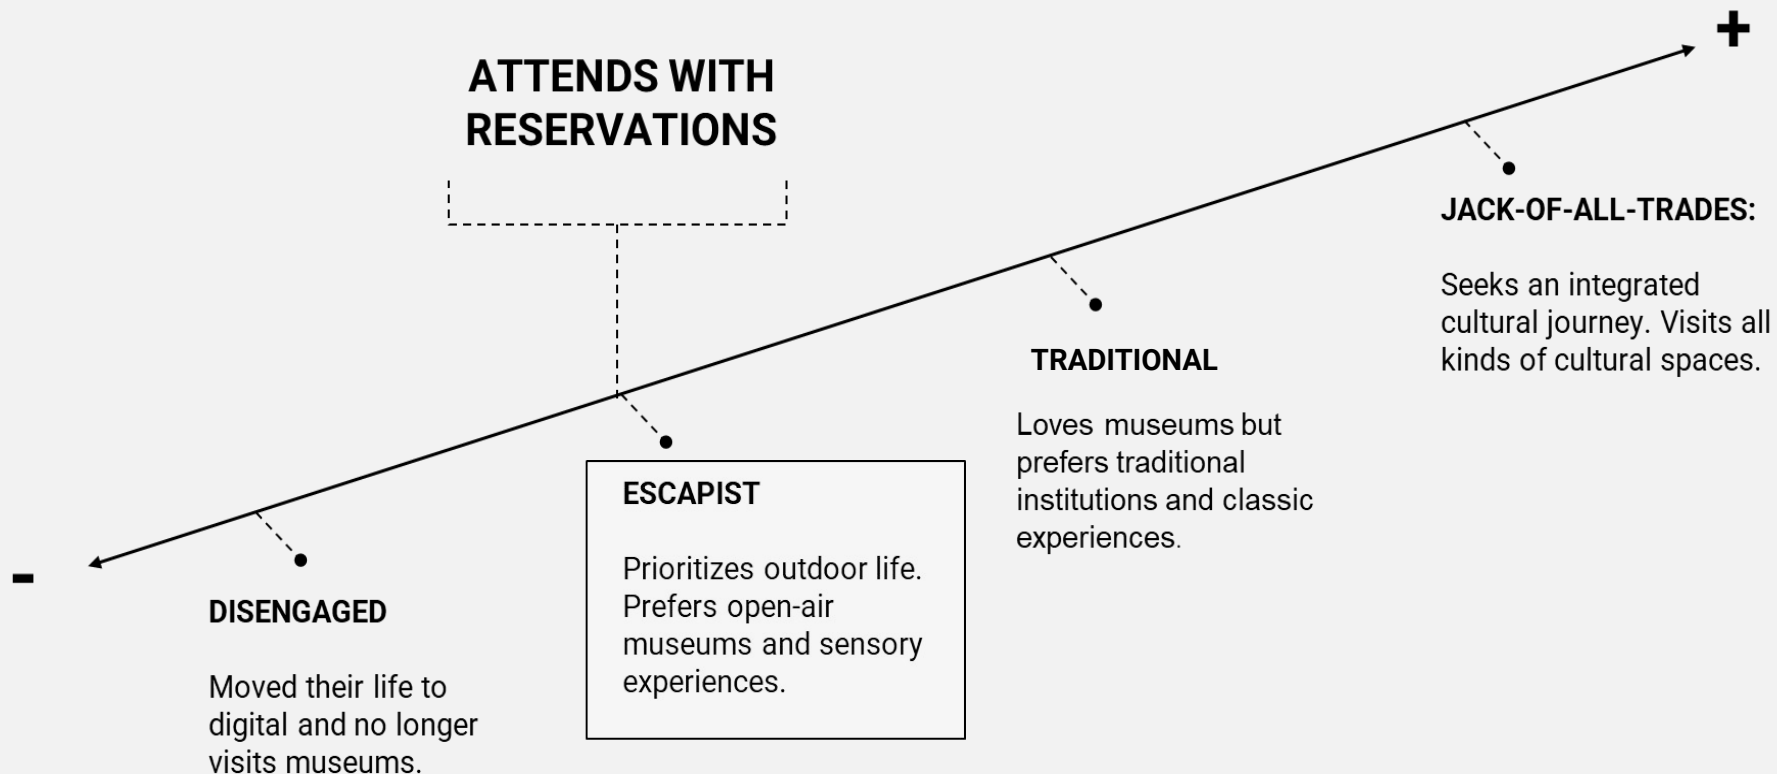 +
ATTENDS WITH
RESERVATIONS
JACK-OF-ALL-TRADES:
Seeks an integrated
cultural journey. Visits all
kinds of cultural spaces.
TRADITIONAL
Loves museums but
prefers traditional
institutions and classic
experiences.
ESCAPIST
Prioritizes outdoor life.
Prefers open-air
museums and sensory
experiences.
-
DISENGAGED
Moved their life to
digital and no longer
visits museums.